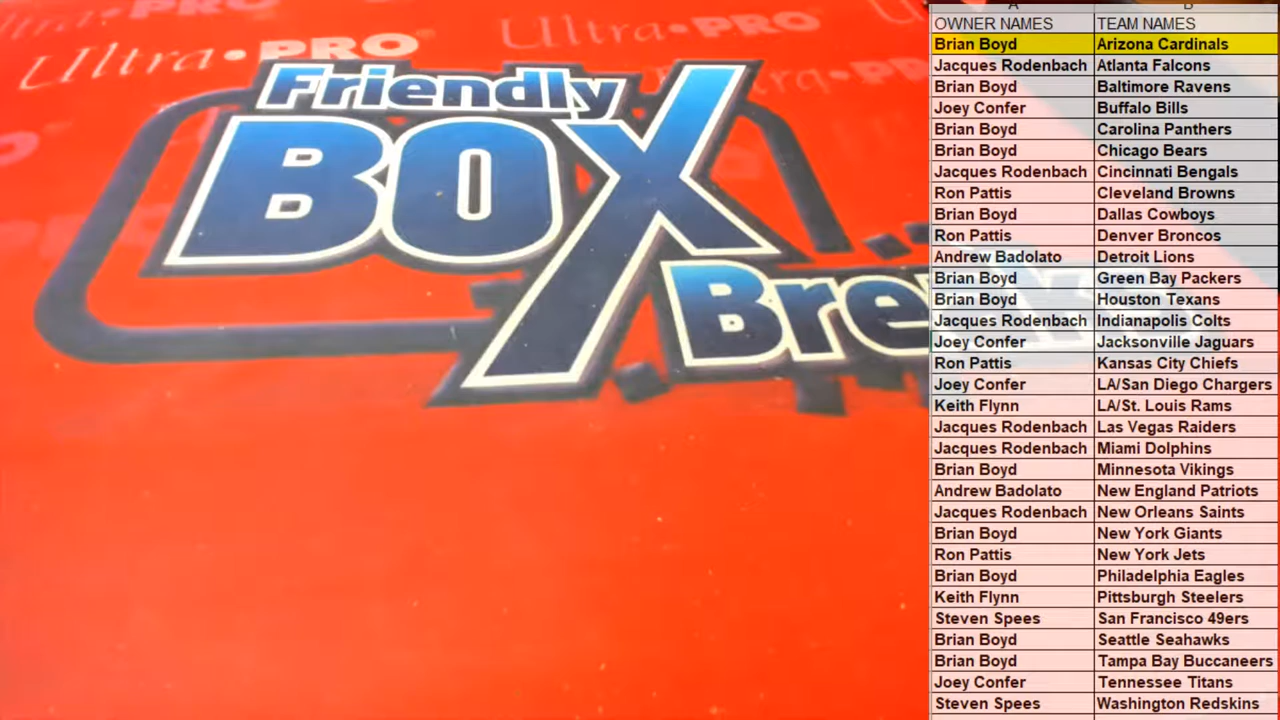 Ultra•PRO
Ultra•PRO
Friendly
BOX
Bre
A B
OWNER NAMES TEAM NAMES
Brian Boyd Arizona Cardinals
Jacques Rodenbach Atlanta Falcons
Brian Boyd Baltimore Ravens
Joey Confer Buffalo Bills
Brian Boyd Carolina Panthers
Brian Boyd Chicago Bears
Jacques Rodenbach Cincinnati Bengals
Ron Pattis Cleveland Browns
Brian Boyd Dallas Cowboys
Ron Pattis Denver Broncos
Andrew Badolato Detroit Lions
Brian Boyd Green Bay Packers
Brian Boyd Houston Texans
Jacques Rodenbach Indianapolis Colts
Joey Confer Jacksonville Jaguars
Ron Pattis Kansas City Chiefs
Joey Confer LA/San Diego Chargers
Keith Flynn LA/St. Louis Rams
Jacques Rodenbach Las Vegas Raiders
Jacques Rodenbach Miami Dolphins
Brian Boyd Minnesota Vikings
Andrew Badolato New England Patriots
Jacques Rodenbach New Orleans Saints
Brian Boyd New York Giants
Ron Pattis New York Jets
Brian Boyd Philadelphia Eagles
Keith Flynn Pittsburgh Steelers
Steven Spees San Francisco 49ers
Brian Boyd Seattle Seahawks
Brian Boyd Tampa Bay Buccaneers
Joey Confer Tennessee Titans
Steven Spees Washington Redskins